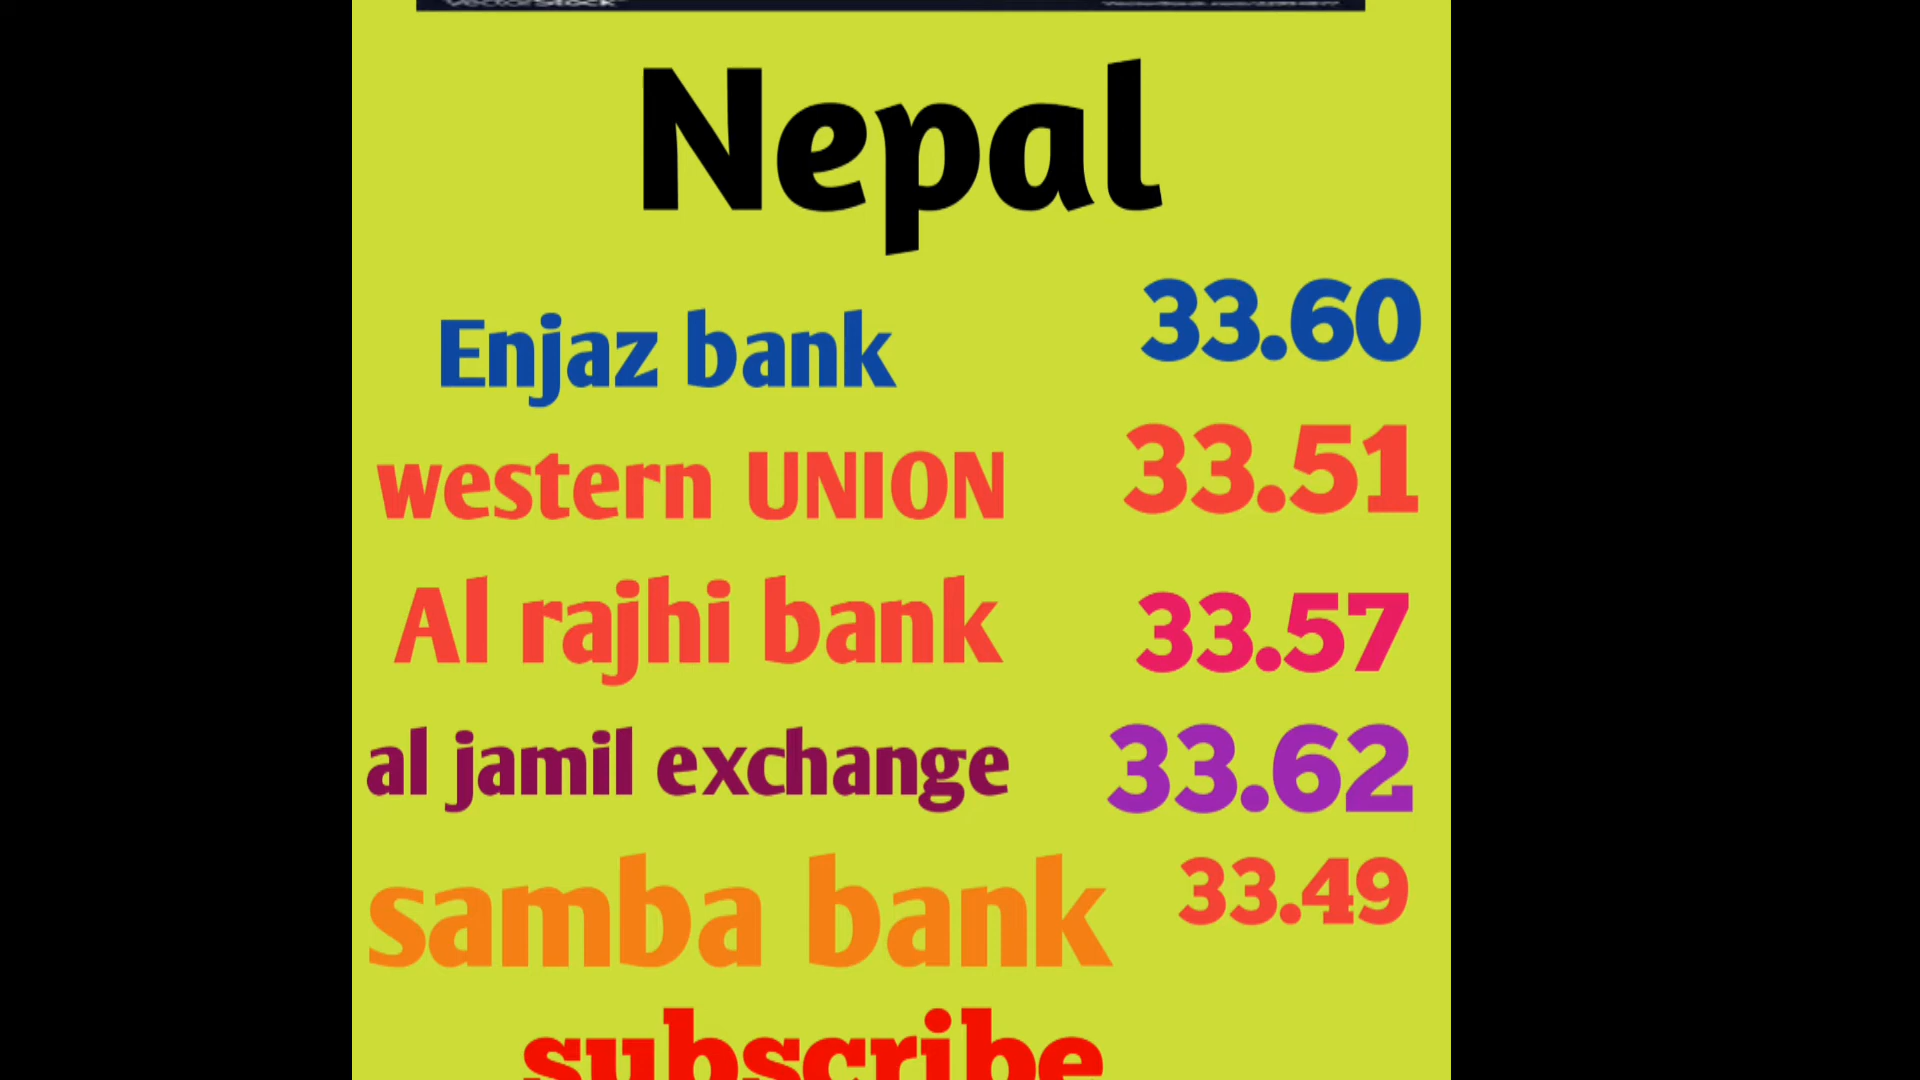 VectorStock
Nepal
Enjaz bank 33.60
western UNION 33.51
Al rajhi bank 33.57
al jamil exchange 33.62
samba bank 33.49
subscribe